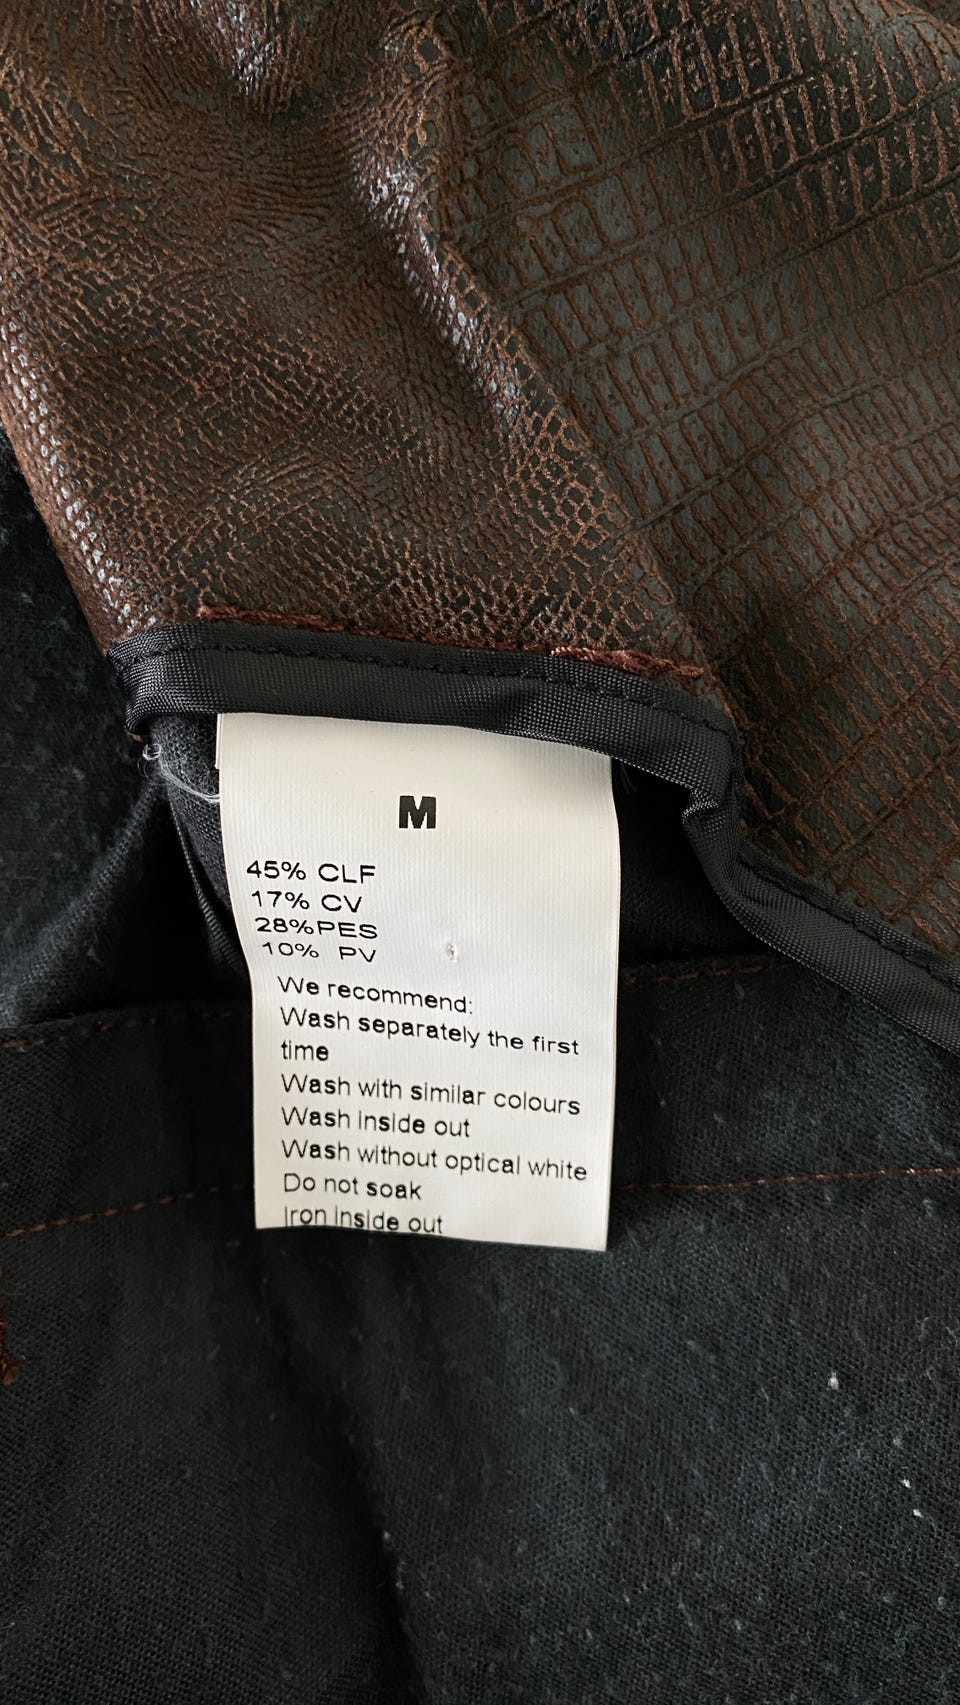 M
45% CLF
17% CV
28%PES
10% PV
We recommend:
Wash separately the first
time
Wash with similar colours
Wash inside out
Wash without optical white
Do not soak
Iron inside out